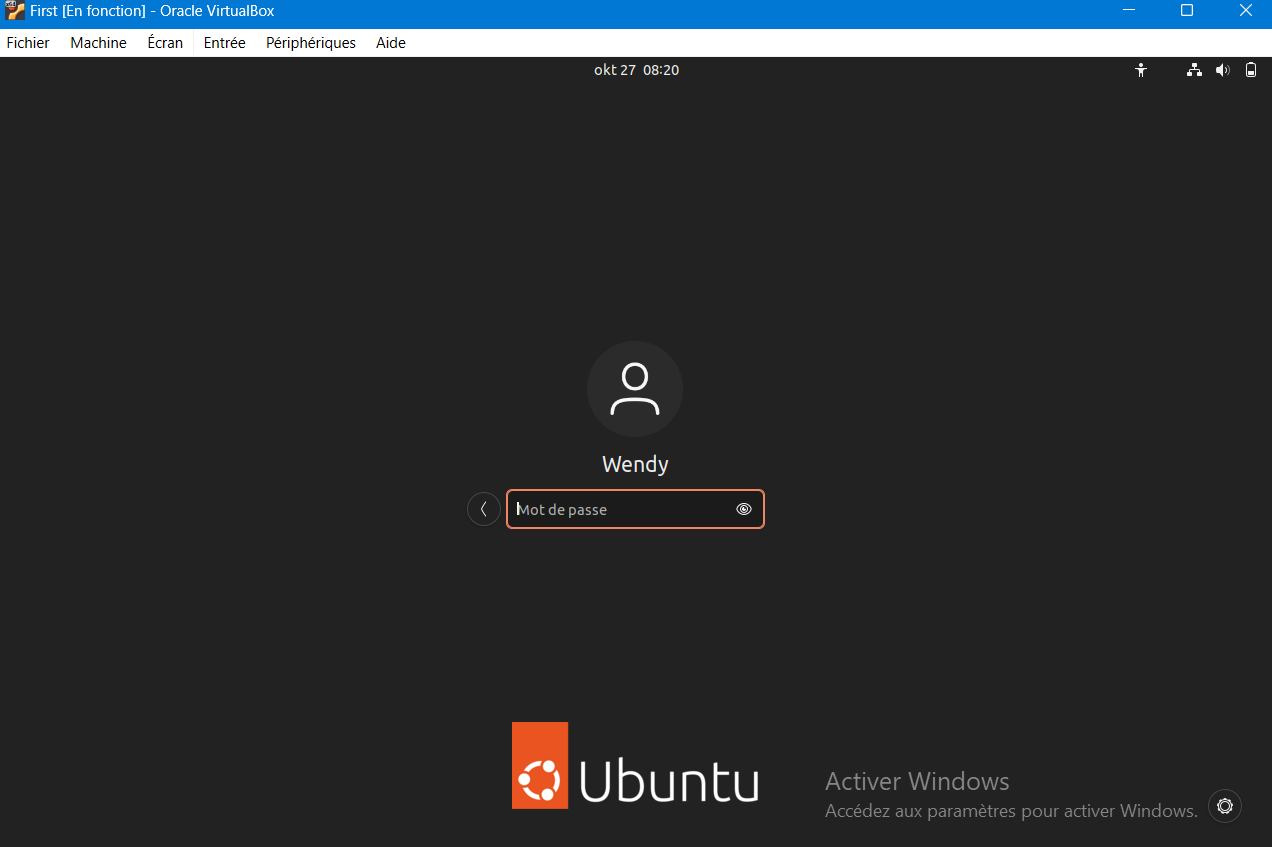 First [En fonction] - Oracle VirtualBox
Fichier Machine Écran Entrée Périphériques Aide
okt 27 08:20
Wendy
Mot de passe
Ubuntu
Activer Windows
Accédez aux paramètres pour activer Windows.